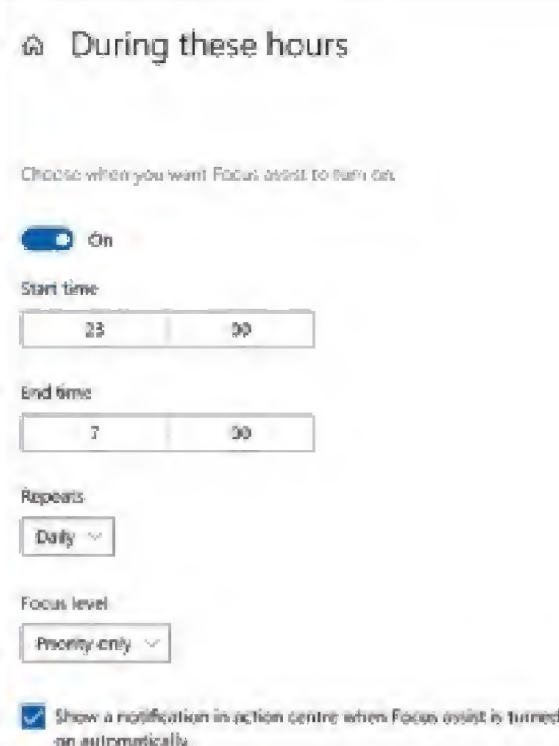 During these hours
Choose when you want Focus assist to turn on.
On
Start time
23 00
End time
7 00
Repeats
Daily
Focus level
Priority only
Show a notification in action centre when Focus assist is turned
on automatically